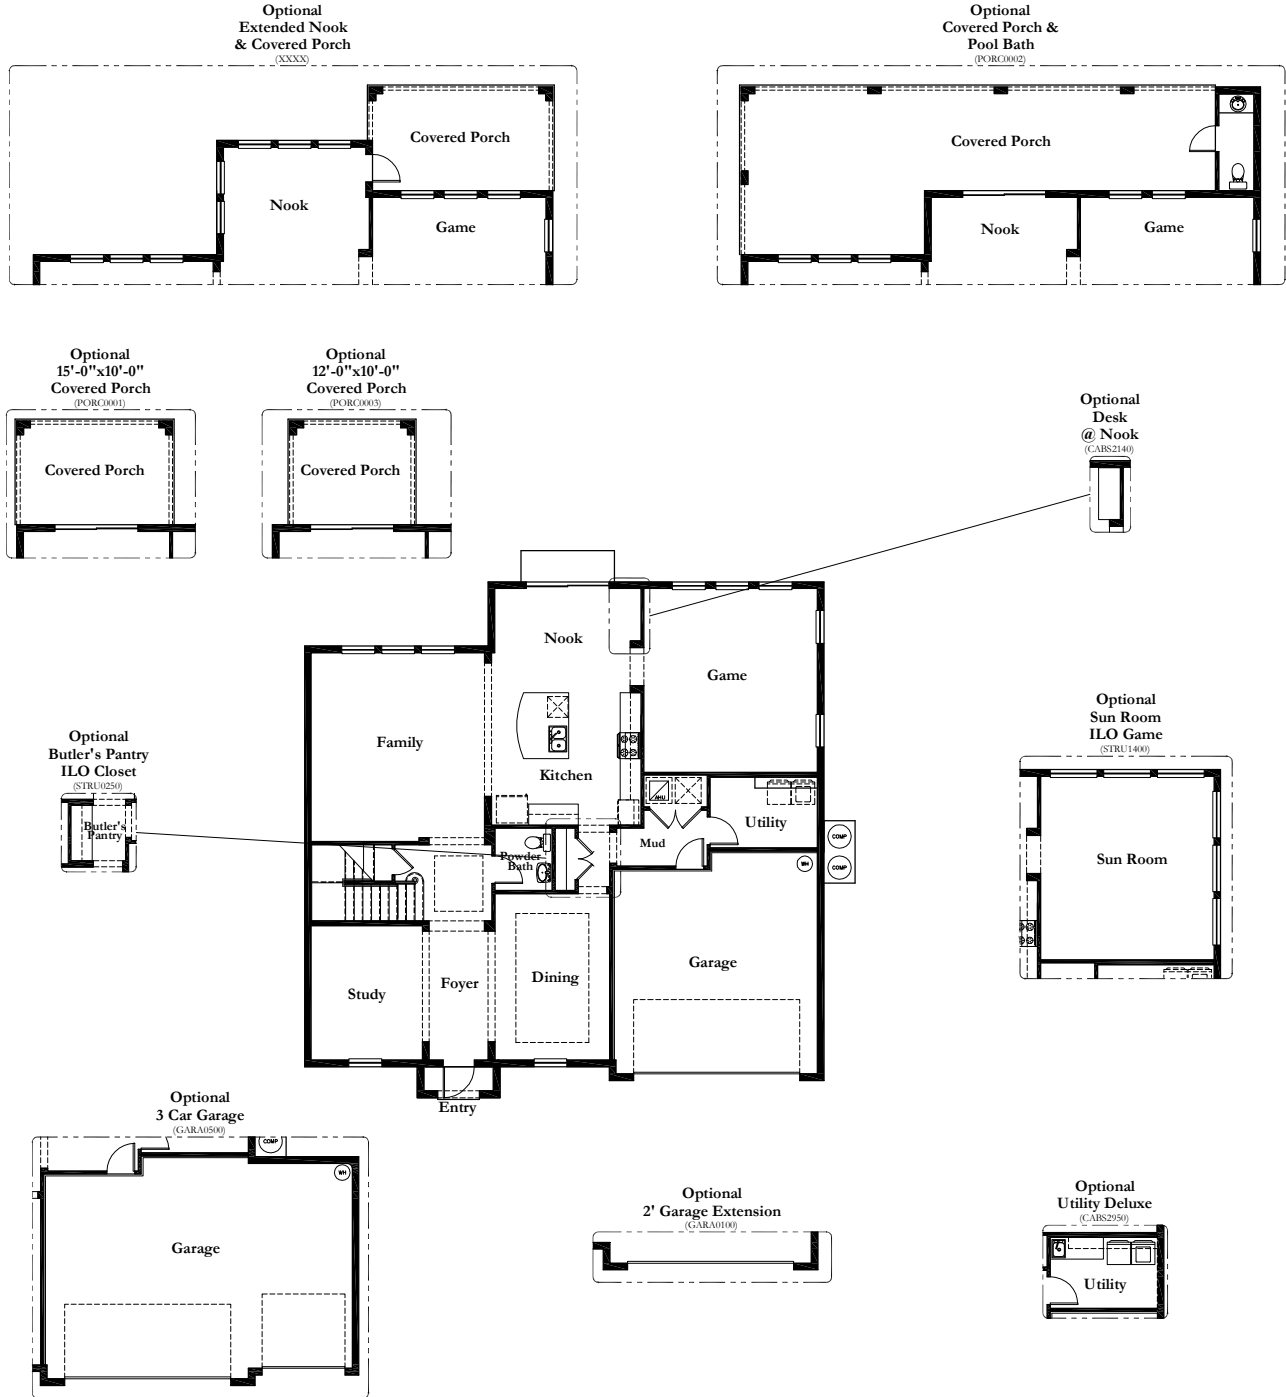 Optional
Extended Nook
& Covered Porch
(XXXX)
Covered Porch
Nook
Game
Optional
Covered Porch &
Pool Bath
(PORC0002)
Covered Porch
Nook
Game
Optional
15'-0"x10'-0"
Covered Porch
(PORC0001)
Covered Porch
Optional
12'-0"x10'-0"
Covered Porch
(PORC0003)
Covered Porch
Optional
Desk
@ Nook
(CABS2140)
Nook
Game
Family
Kitchen
AHU
Utility
Mud
Powder
Bath
WH
COMP
COMP
Garage
Dining
Foyer
Study
Entry
Optional
Butler's Pantry
ILO Closet
(STRU0250)
Butler's
Pantry
Optional
Sun Room
ILO Game
(STRU1400)
Sun Room
Optional
3 Car Garage
(GARA0500)
COMP
WH
Garage
Optional
2' Garage Extension
(GARA0100)
Optional
Utility Deluxe
(CABS2950)
Utility